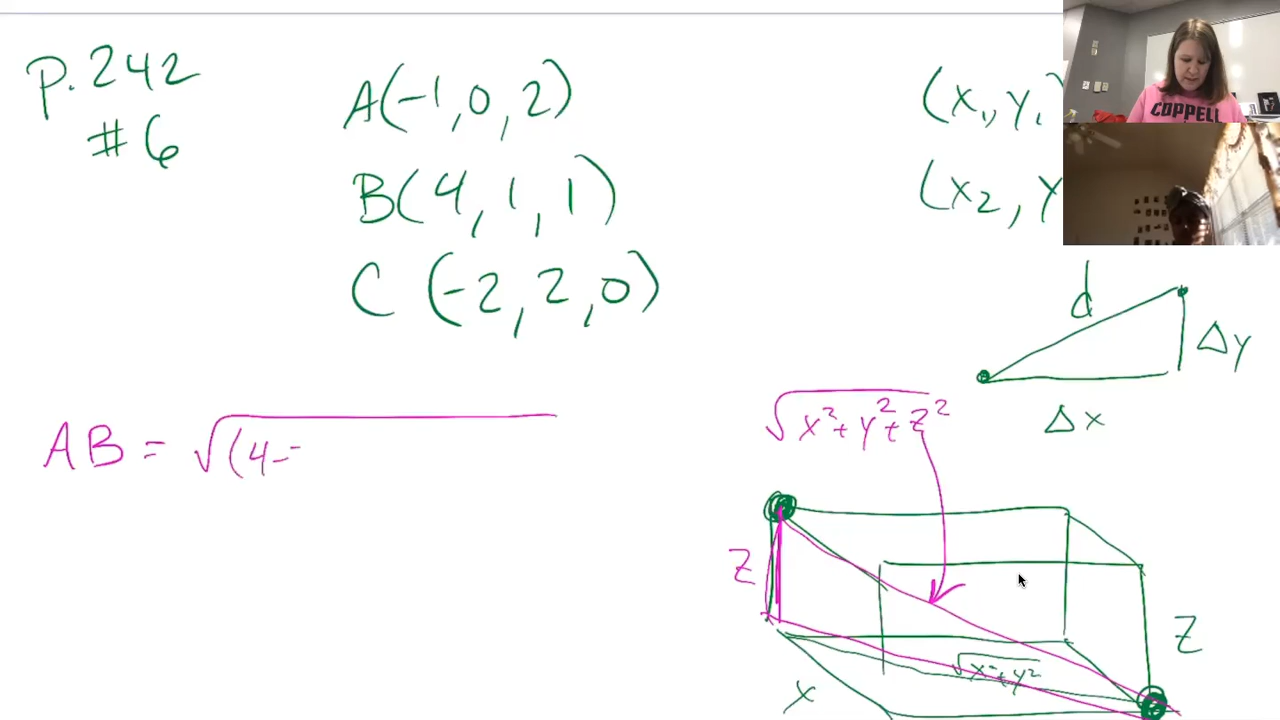 p. 242
# 6
A(-1, 0, 2)
B(4, 1, 1)
C (-2, 2, 0)
(x₁, y₁
(x₂, y
COPPELL
d
Δy
Δx
√x²+y²+z²
AB = √(4-
z
z
√x²+y²
x